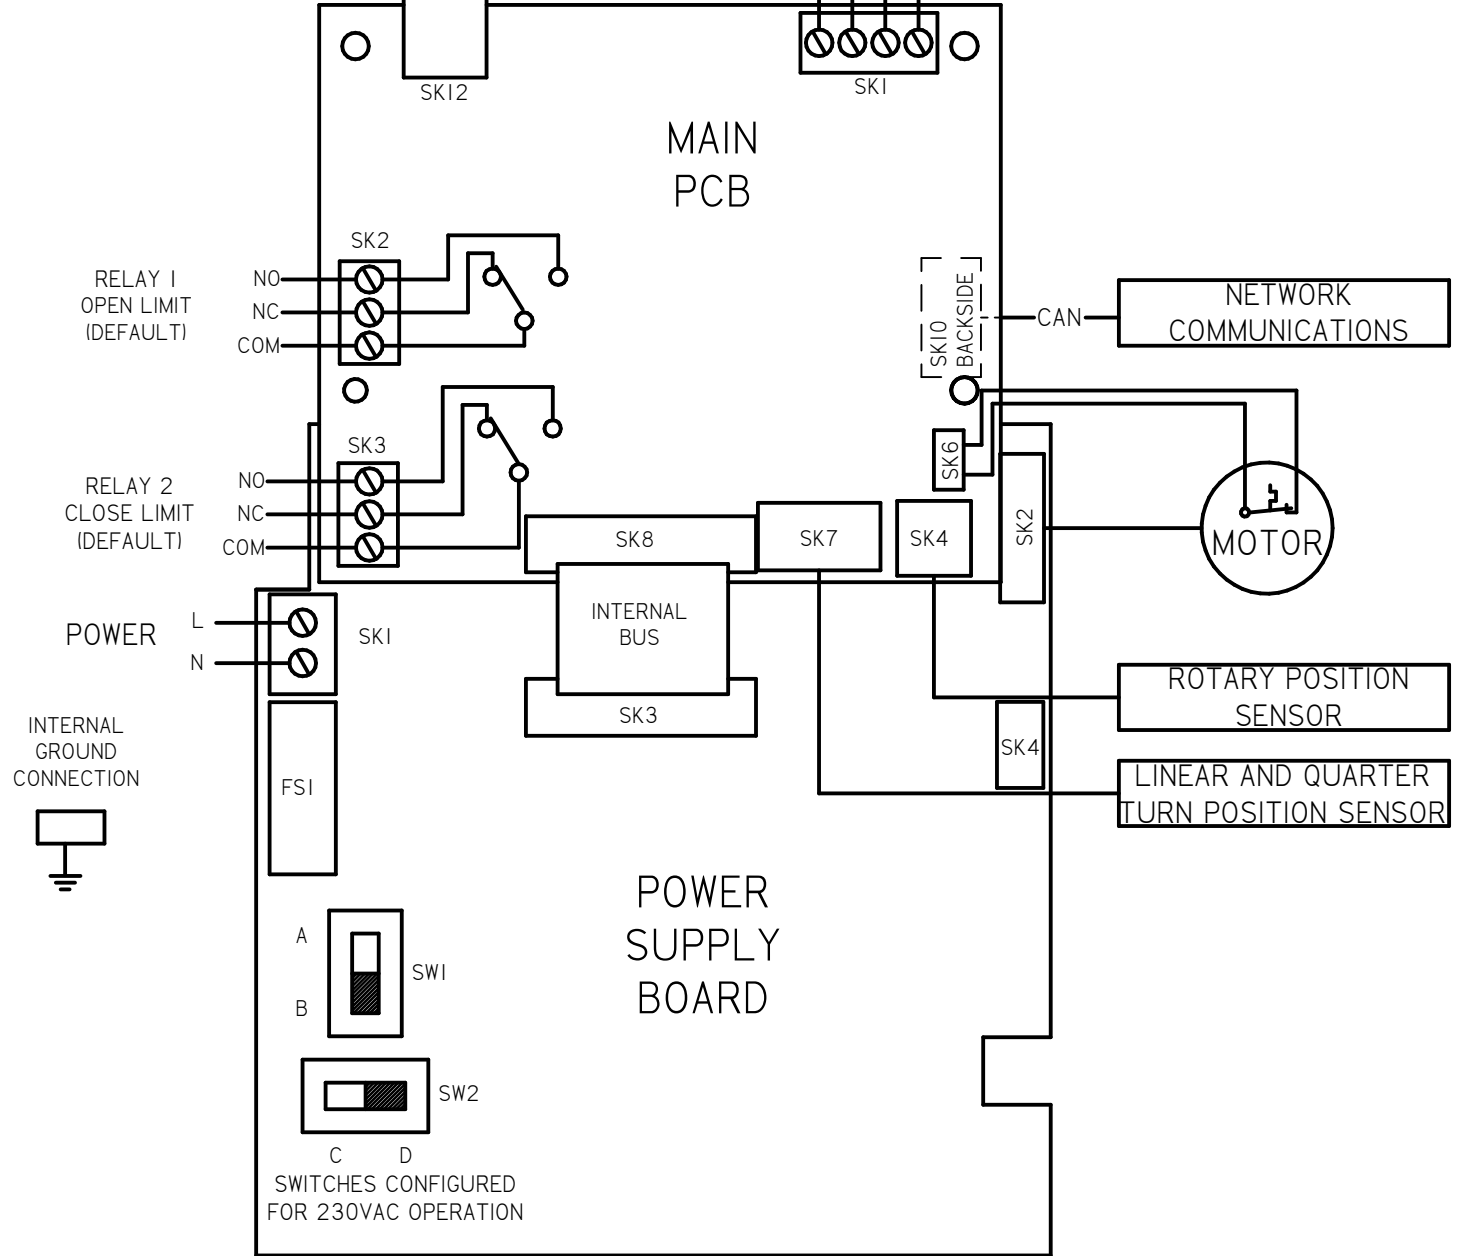 SK12
SK1
MAIN
PCB
SK2
RELAY 1
OPEN LIMIT
(DEFAULT)
NO
NC
COM
SK10
BACKSIDE
CAN
NETWORK
COMMUNICATIONS
SK3
RELAY 2
CLOSE LIMIT
(DEFAULT)
NO
NC
COM
SK6
SK8
SK7
SK4
SK2
MOTOR
POWER
L
N
SK1
INTERNAL
BUS
SK3
ROTARY POSITION
SENSOR
SK4
LINEAR AND QUARTER
TURN POSITION SENSOR
INTERNAL
GROUND
CONNECTION
FS1
POWER
SUPPLY
BOARD
A
B
SW1
SW2
C D
SWITCHES CONFIGURED
FOR 230VAC OPERATION